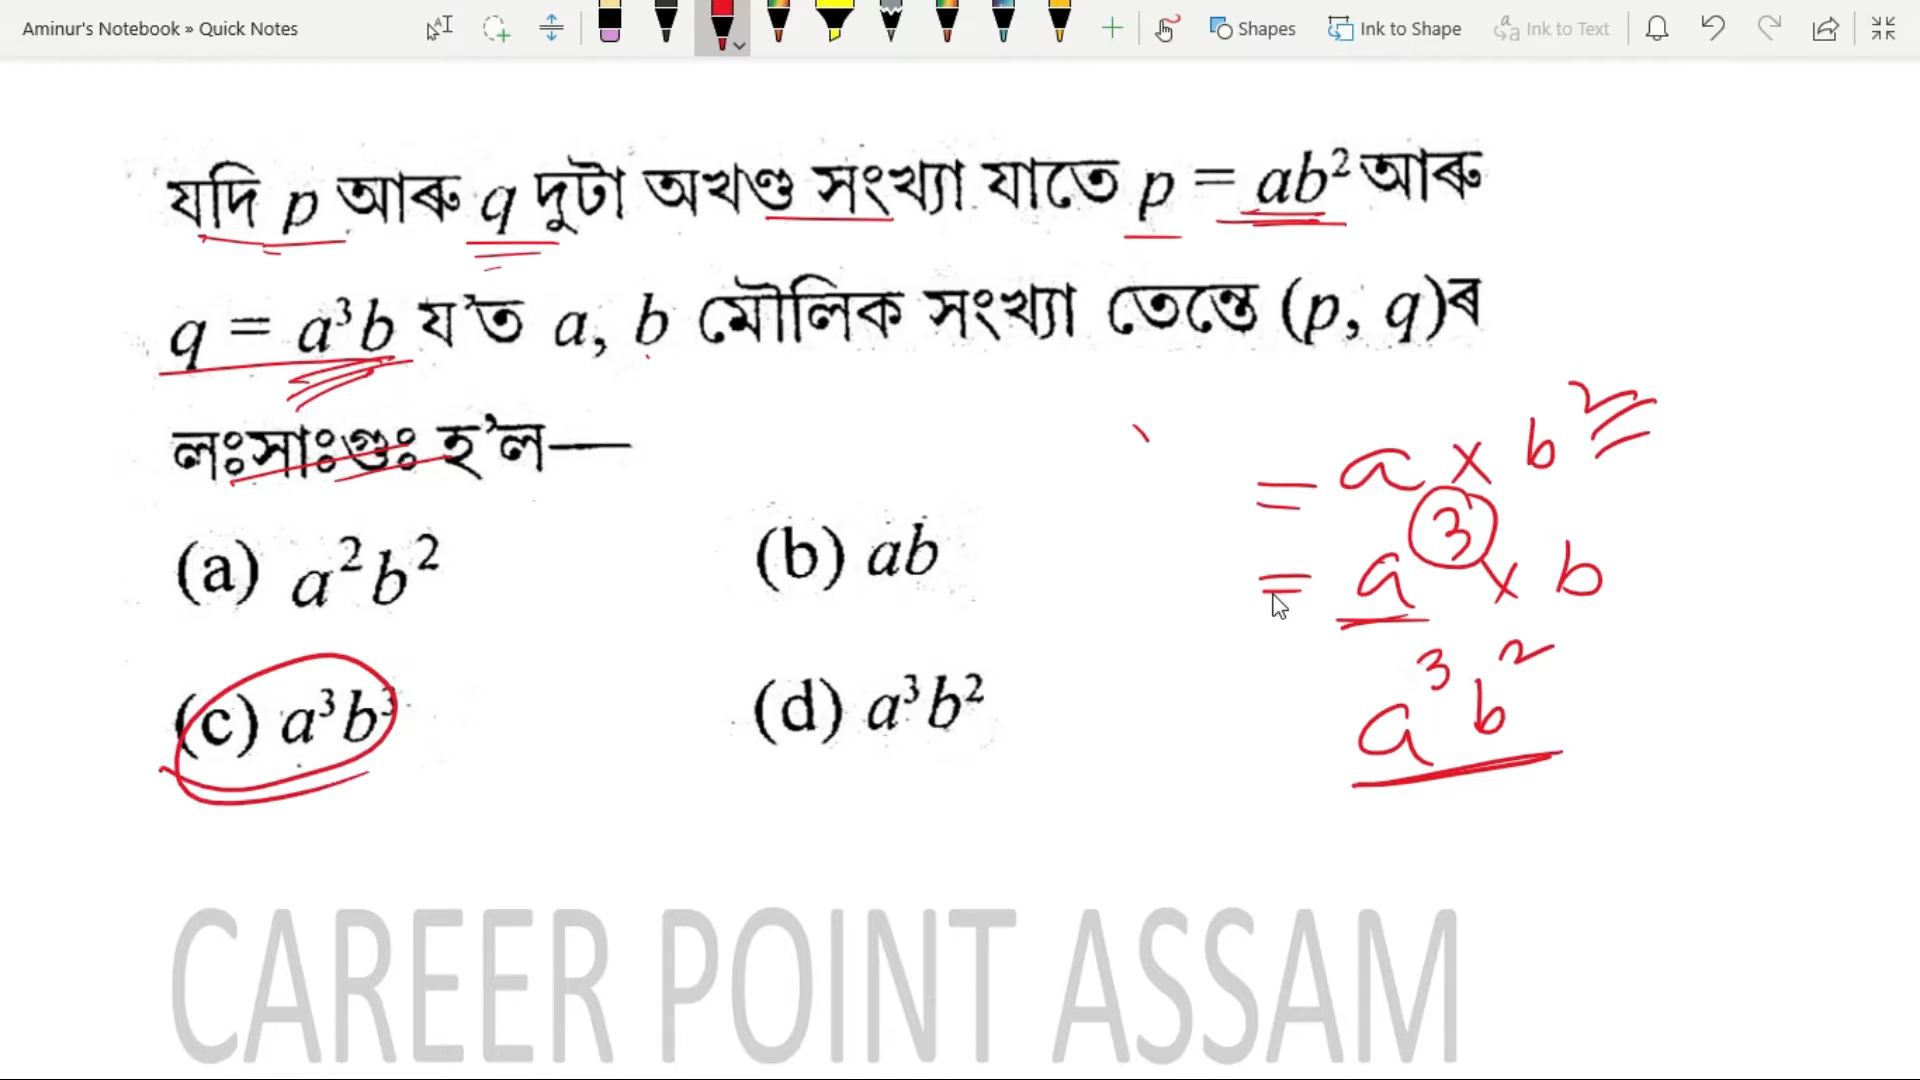 Aminur's Notebook » Quick Notes
Shapes
Ink to Shape
Ink to Text
যদি p আৰু q দুটা অখণ্ড সংখ্যা যাতে p = ab² আৰু
q = a³b য'ত a, b মৌলিক সংখ্যা তেন্তে (p, q)ৰ
লঃসাঃগুঃ হ'ল—
(a) a²b²
(b) ab
(c) a³b³
(d) a³b²
= a × b²
= a³ × b
a³b²
CAREER POINT ASSAM